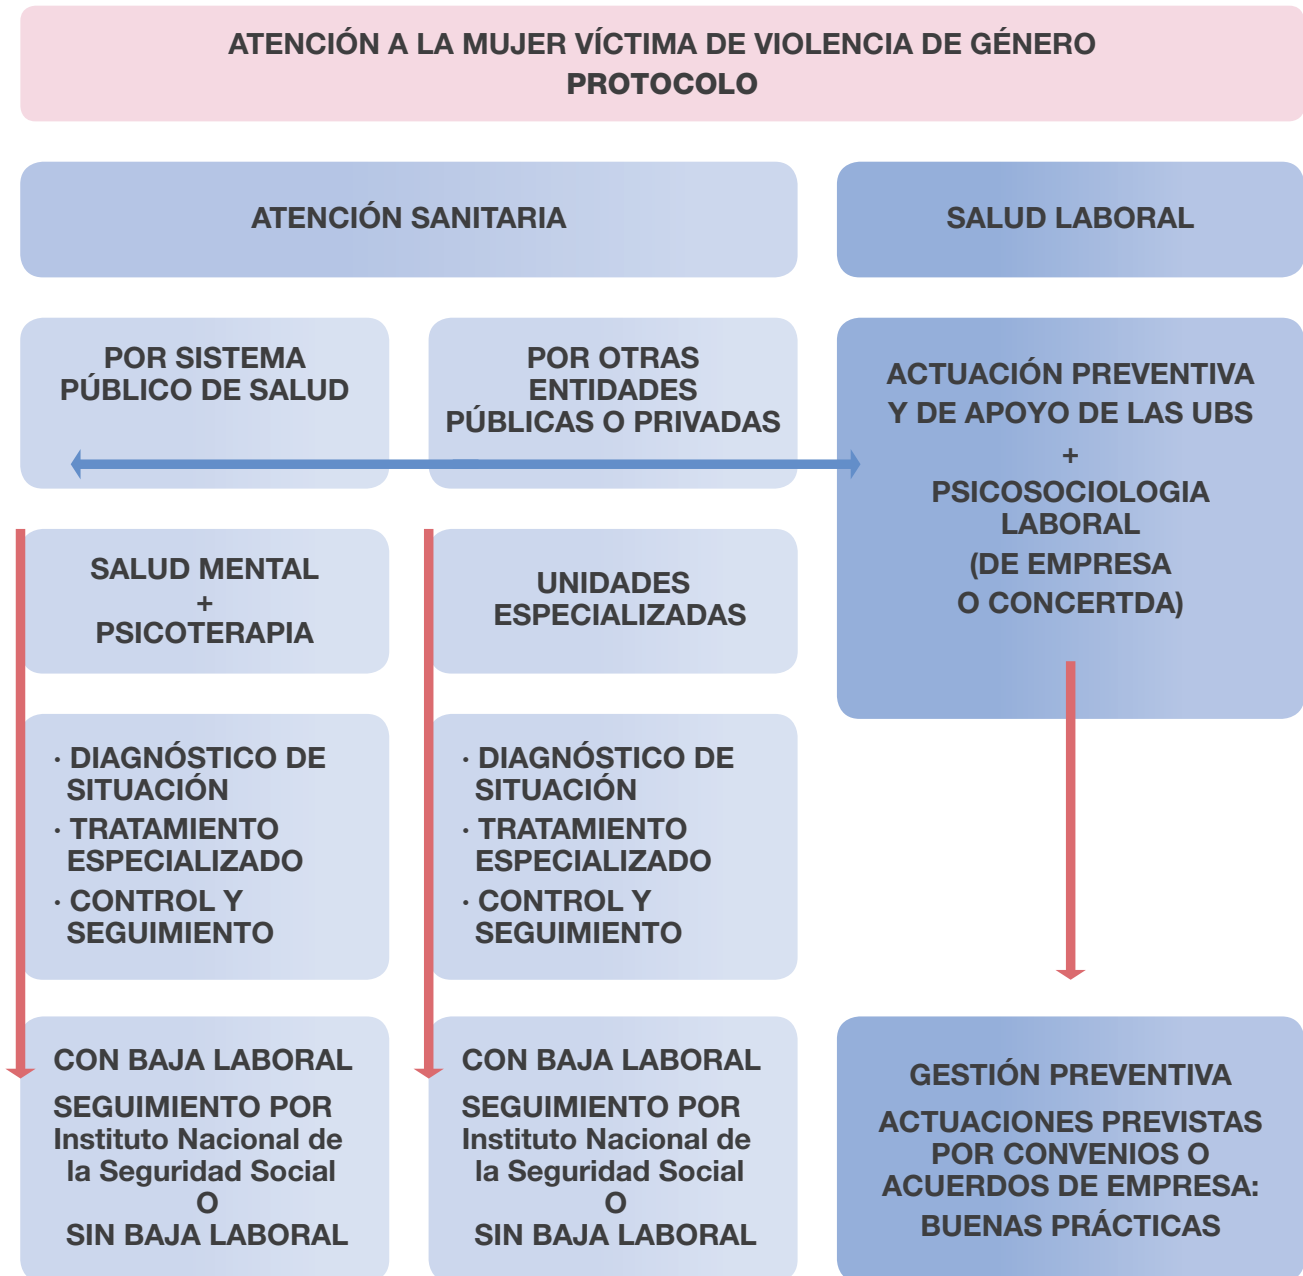 ATENCIÓN A LA MUJER VÍCTIMA DE VIOLENCIA DE GÉNERO
PROTOCOLO
ATENCIÓN SANITARIA
SALUD LABORAL
POR SISTEMA
PÚBLICO DE SALUD
POR OTRAS
ENTIDADES
PÚBLICAS O PRIVADAS
ACTUACIÓN PREVENTIVA
Y DE APOYO DE LAS UBS
+
PSICOSOCIOLOGIA
LABORAL
(DE EMPRESA
O CONCERTDA)
SALUD MENTAL
+
PSICOTERAPIA
UNIDADES
ESPECIALIZADAS
· DIAGNÓSTICO DE
SITUACIÓN
· TRATAMIENTO
ESPECIALIZADO
· CONTROL Y
SEGUIMIENTO
· DIAGNÓSTICO DE
SITUACIÓN
· TRATAMIENTO
ESPECIALIZADO
· CONTROL Y
SEGUIMIENTO
CON BAJA LABORAL
SEGUIMIENTO POR
Instituto Nacional de
la Seguridad Social
O
SIN BAJA LABORAL
CON BAJA LABORAL
SEGUIMIENTO POR
Instituto Nacional de
la Seguridad Social
O
SIN BAJA LABORAL
GESTIÓN PREVENTIVA
ACTUACIONES PREVISTAS
POR CONVENIOS O
ACUERDOS DE EMPRESA:
BUENAS PRÁCTICAS